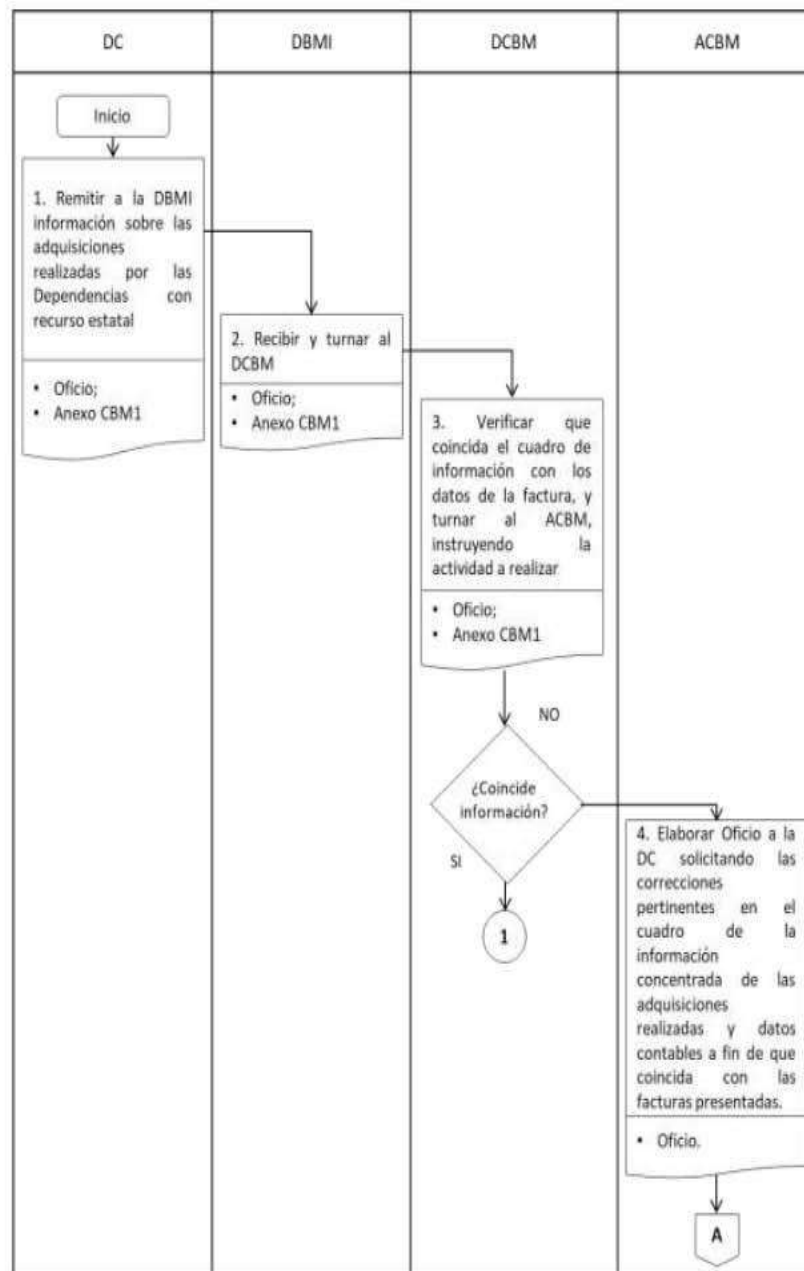 DC
DBMI
DCBM
ACBM
Inicio
1. Remitir a la DBMI
información sobre las
adquisiciones
realizadas por las
Dependencias con
recurso estatal
• Oficio;
• Anexo CBM1
2. Recibir y turnar al
DCBM
• Oficio;
• Anexo CBM1
3. Verificar que
coincida el cuadro de
información con los
datos de la factura, y
turnar al ACBM,
instruyendo la
actividad a realizar
• Oficio;
• Anexo CBM1
NO
¿Coincide
información?
SI
1
4. Elaborar Oficio a la
DC solicitando las
correcciones
pertinentes en el
cuadro de la
información
concentrada de las
adquisiciones
realizadas y datos
contables a fin de que
coincida con las
facturas presentadas.
• Oficio.
A